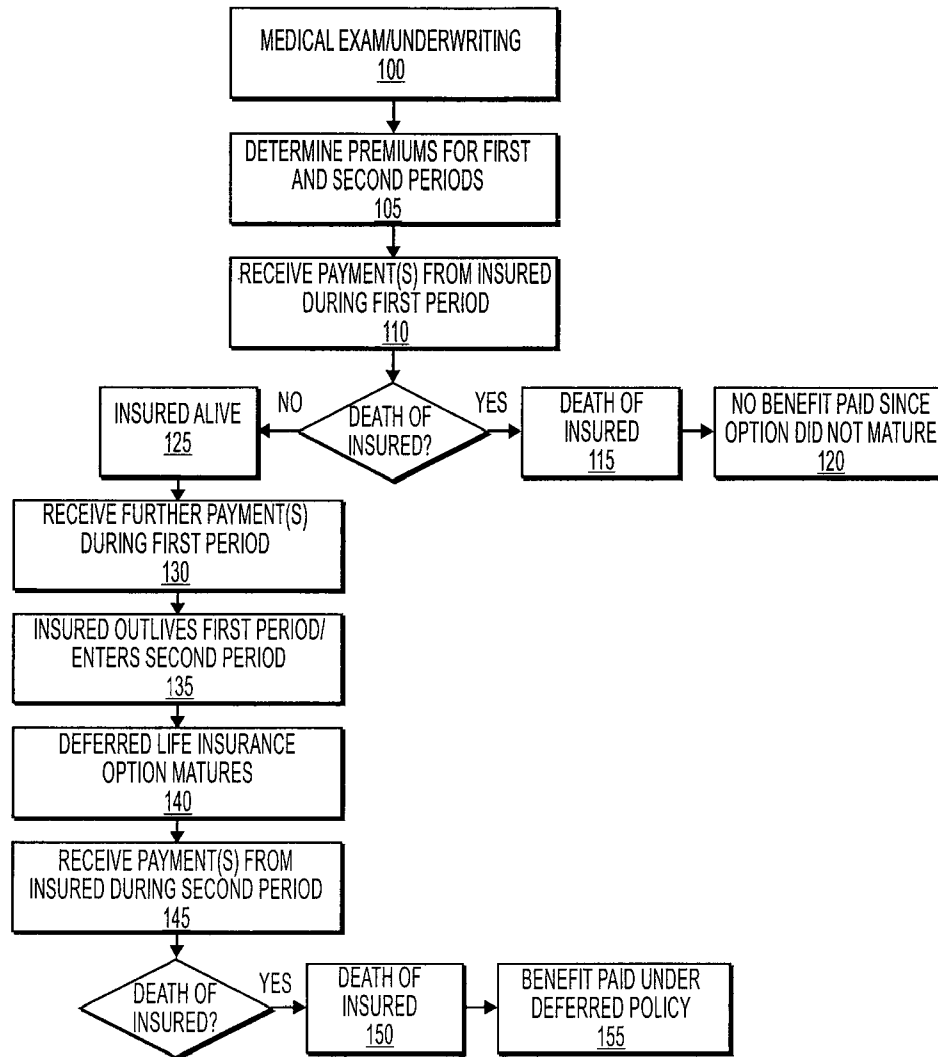 MEDICAL EXAM/UNDERWRITING
100
DETERMINE PREMIUMS FOR FIRST
AND SECOND PERIODS
105
RECEIVE PAYMENT(S) FROM INSURED
DURING FIRST PERIOD
110
DEATH OF
INSURED?
NO
YES
INSURED ALIVE
125
DEATH OF
INSURED
115
NO BENEFIT PAID SINCE
OPTION DID NOT MATURE
120
RECEIVE FURTHER PAYMENT(S)
DURING FIRST PERIOD
130
INSURED OUTLIVES FIRST PERIOD/
ENTERS SECOND PERIOD
135
DEFERRED LIFE INSURANCE
OPTION MATURES
140
RECEIVE PAYMENT(S) FROM
INSURED DURING SECOND PERIOD
145
DEATH OF
INSURED?
YES
DEATH OF
INSURED
150
BENEFIT PAID UNDER
DEFERRED POLICY
155